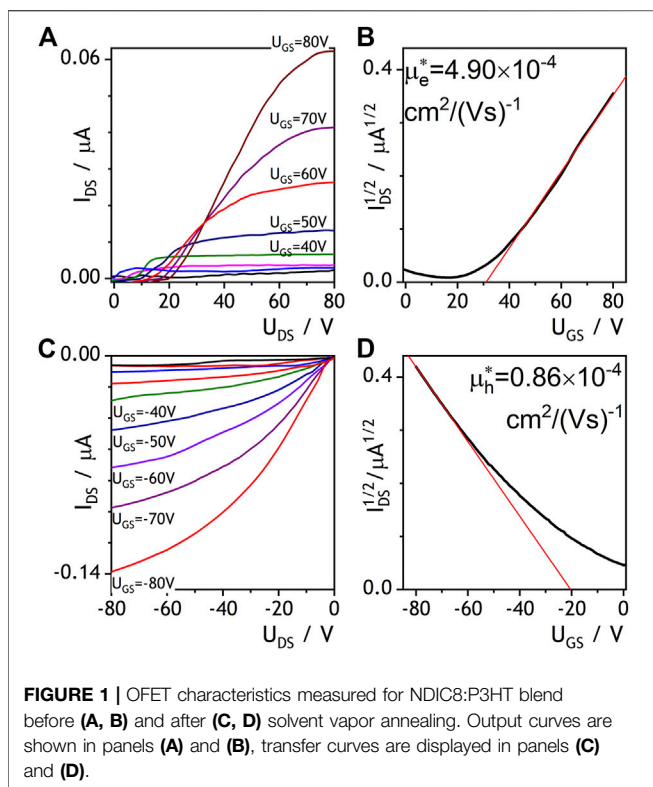 A
0.06
0.00
I_DS / μA
U_GS=80V
U_GS=70V
U_GS=60V
U_GS=50V
U_GS=40V
0 20 40 60 80
U_DS / V
B
0.4
0.0
I_DS^1/2 / μA^1/2
μ_e^*=4.90×10^-4
cm^2/(Vs)^-1
0 20 40 60 80
U_GS / V
C
0.00
-0.14
I_DS / μA
U_GS=-40V
U_GS=-50V
U_GS=-60V
U_GS=-70V
U_GS=-80V
-80 -60 -40 -20 0
U_DS / V
D
0.4
0.0
I_DS^1/2/μA^1/2
μ_h^*=0.86×10^-4
cm^2/(Vs)^-1
-80 -60 -40 -20 0
U_GS / V
FIGURE 1 | OFET characteristics measured for NDIC8:P3HT blend
before (A, B) and after (C, D) solvent vapor annealing. Output curves are
shown in panels (A) and (B), transfer curves are displayed in panels (C)
and (D).